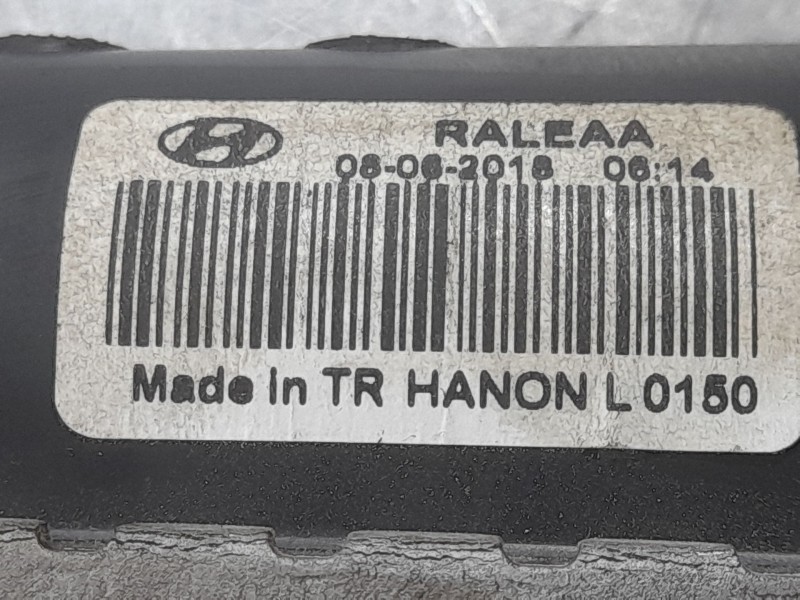 RALEAA
08-06-2018 06:14
Made in TR HANON L 0150